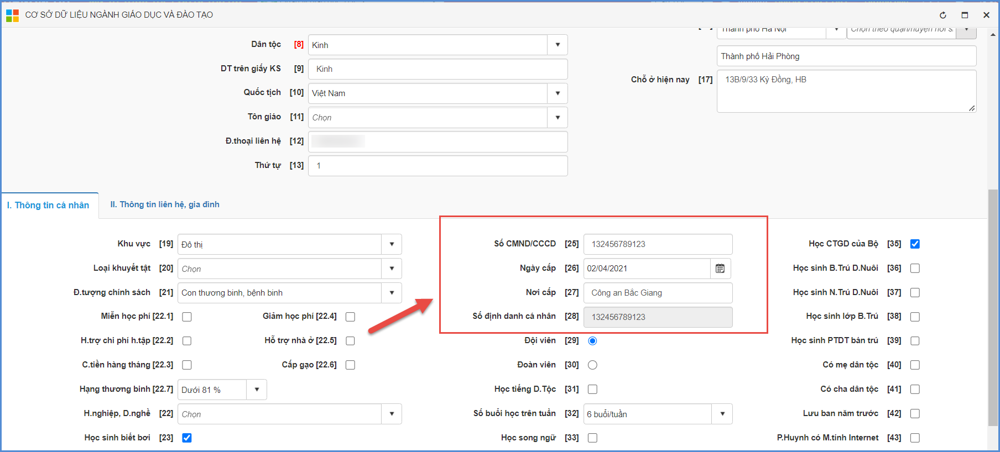 CƠ SỞ DỮ LIỆU NGÀNH GIÁO DỤC VÀ ĐÀO TẠO
Thành phố Hà Nội Chọn theo quận/huyện nơi s
Dân tộc [8] Kinh
Thành phố Hải Phòng
DT trên giấy KS [9] Kinh
Chỗ ở hiện nay [17] 13B/9/33 Kỳ Đồng, HB
Quốc tịch [10] Việt Nam
Tôn giáo [11] Chọn
Đ.thoại liên hệ [12]
Thứ tự [13] 1
I. Thông tin cá nhân II. Thông tin liên hệ, gia đình
Khu vực [19] Đô thị
Loại khuyết tật [20] Chọn
Đ.tượng chính sách [21] Con thương binh, bệnh binh
Miễn học phí [22.1] Giảm học phí [22.4]
H.trợ chi phí h.tập [22.2] Hỗ trợ nhà ở [22.5]
C.tiền hàng tháng [22.3] Cấp gạo [22.6]
Hạng thương binh [22.7] Dưới 81 %
H.nghiệp, D.nghề [22] Chọn
Học sinh biết bơi [23]
Số CMND/CCCD [25] 132456789123
Ngày cấp [26] 02/04/2021
Nơi cấp [27] Công an Bắc Giang
Số định danh cá nhân [28] 132456789123
Đội viên [29]
Đoàn viên [30]
Học tiếng D.Tộc [31]
Số buổi học trên tuần [32] 6 buổi/tuần
Học song ngữ [33]
Học CTGD của Bộ [35]
Học sinh B.Trú D.Nuôi [36]
Học sinh N.Trú D.Nuôi [37]
Học sinh lớp B.Trú [38]
Học sinh PTDT bán trú [39]
Có mẹ dân tộc [40]
Có cha dân tộc [41]
Lưu ban năm trước [42]
P.Huynh có M.tính Internet [43]